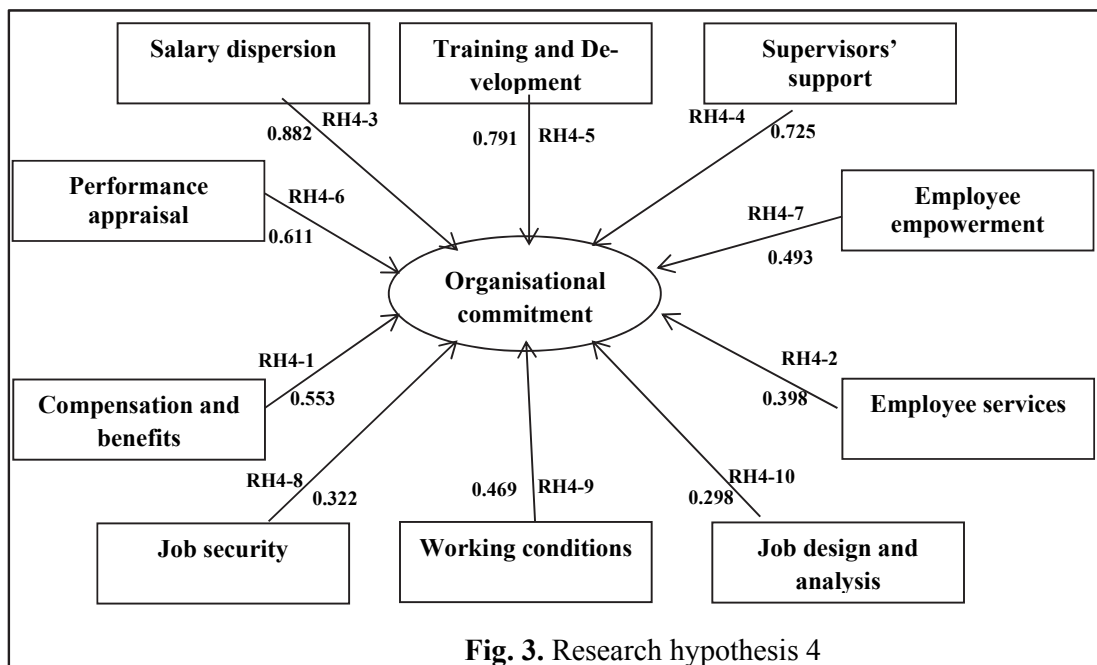 Salary dispersion
Training and De-
velopment
Supervisors’
support
RH4-3
0.882
0.791
RH4-5
RH4-4
0.725
Performance
appraisal
RH4-6
0.611
Employee
empowerment
RH4-7
0.493
Organisational
commitment
RH4-1
0.553
Compensation and
benefits
RH4-2
0.398
Employee services
RH4-8
0.322
0.469
RH4-9
RH4-10
0.298
Job security
Working conditions
Job design and
analysis
Fig. 3. Research hypothesis 4